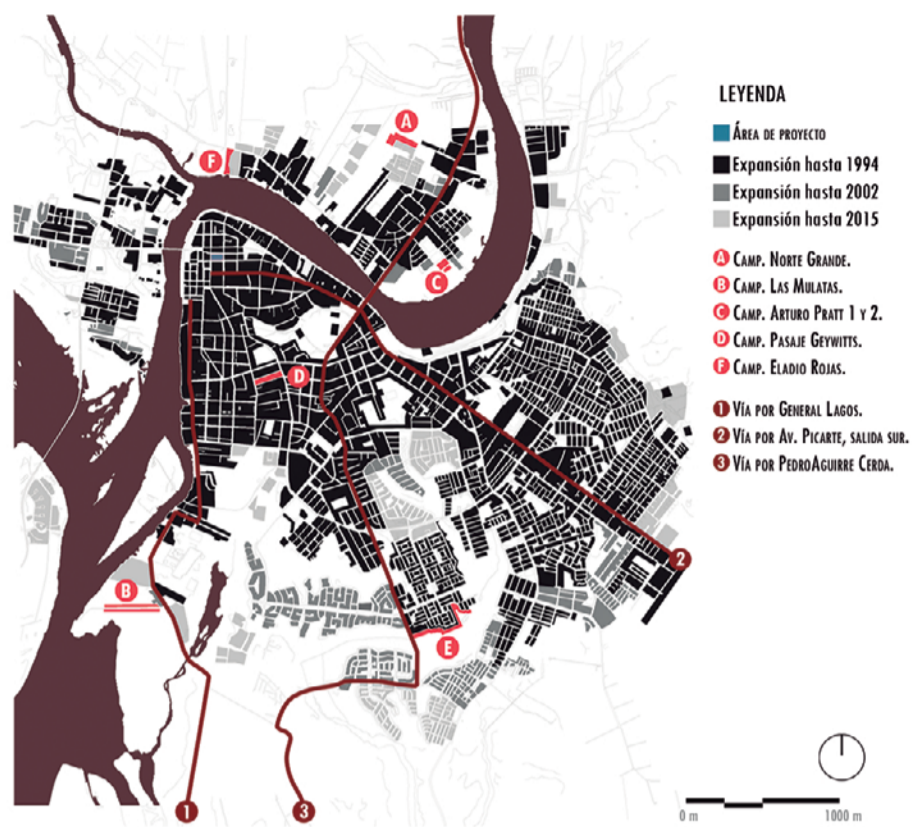 LEYENDA
ÁREA DE PROYECTO
Expansión hasta 1994
Expansión hasta 2002
Expansión hasta 2015
A CAMP. NORTE GRANDE.
B CAMP. LAS MULATAS.
C CAMP. ARTURO PRATT 1 Y 2.
D CAMP. PASAJE GEYWITTS.
F CAMP. ELADIO ROJAS.
1 VÍA POR GENERAL LAGOS.
2 VÍA POR AV. PICARTE, SALIDA SUR.
3 VÍA POR PEDROAGUIRRE CERDA.
A
F
C
D
2
B
E
1
3
0 m 1000 m